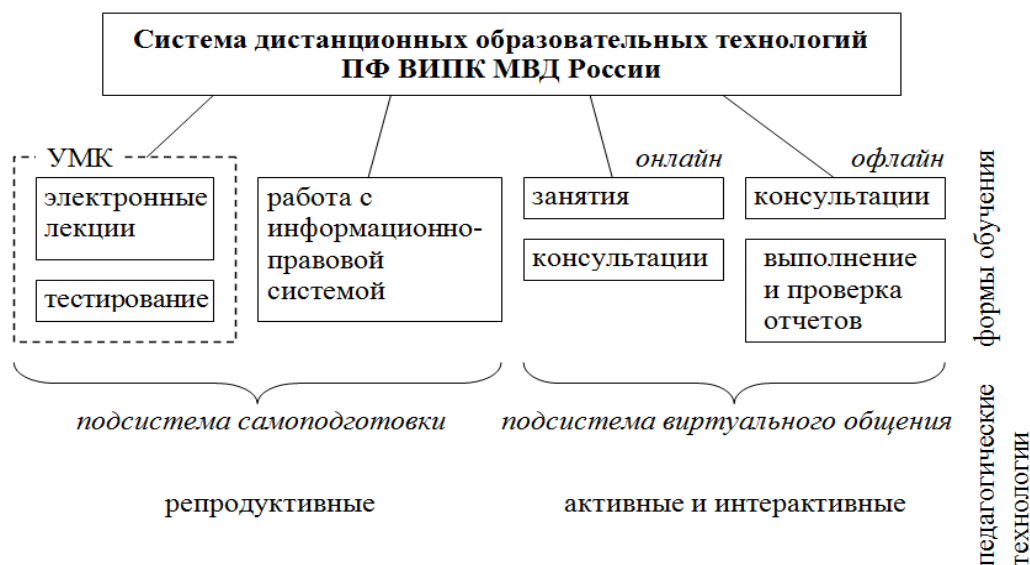 Система дистанционных образовательных технологий
ПФ ВИПК МВД России
УМК
электронные
лекции
тестирование
работа с
информационно-
правовой
системой
онлайн
занятия
консультации
офлайн
консультации
выполнение
и проверка
отчетов
формы обучения
подсистема самоподготовки
подсистема виртуального общения
репродуктивные
активные и интерактивные
педагогические
технологии